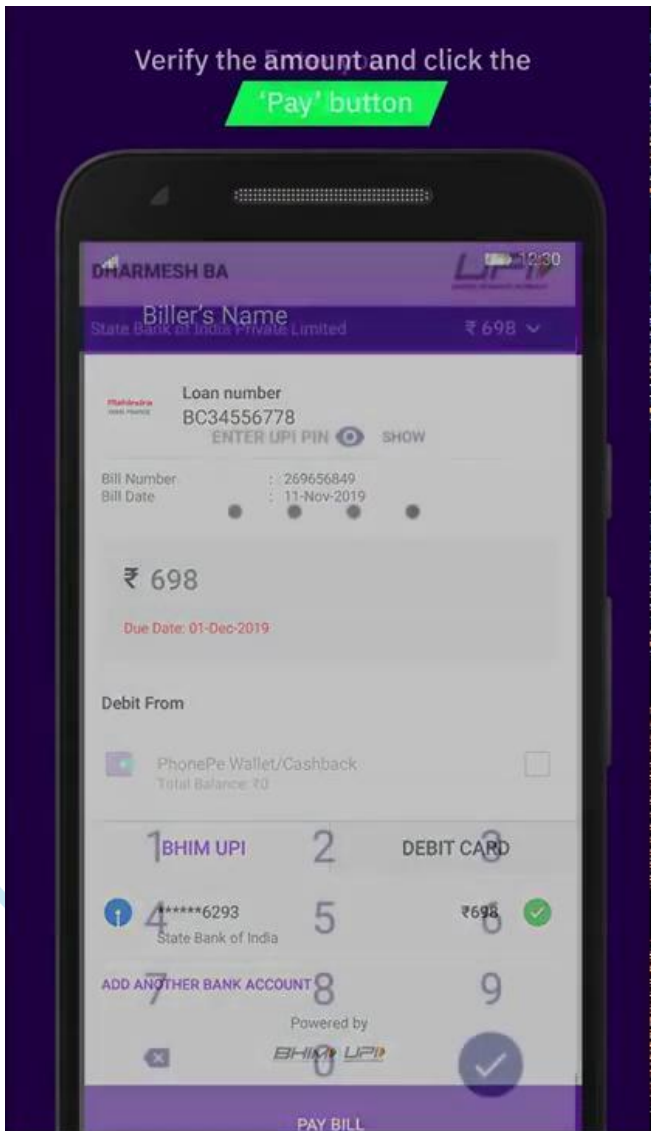 Verify the amount and click the
'Pay' button
12:30
DHARMESH BA
UPI
Biller's Name
State Bank of India Private Limited ₹ 698
Mahindra
Loan number
BC34556778
ENTER UPI PIN SHOW
Bill Number : 269656849
Bill Date : 11-Nov-2019
₹ 698
Due Date: 01-Dec-2019
Debit From
PhonePe Wallet/Cashback
Total Balance: ₹0
1 2 3
BHIM UPI DEBIT CARD
4 5 6
******6293 ₹698
State Bank of India
7 8 9
ADD ANOTHER BANK ACCOUNT
Powered by
BHIM UPI
0
PAY BILL